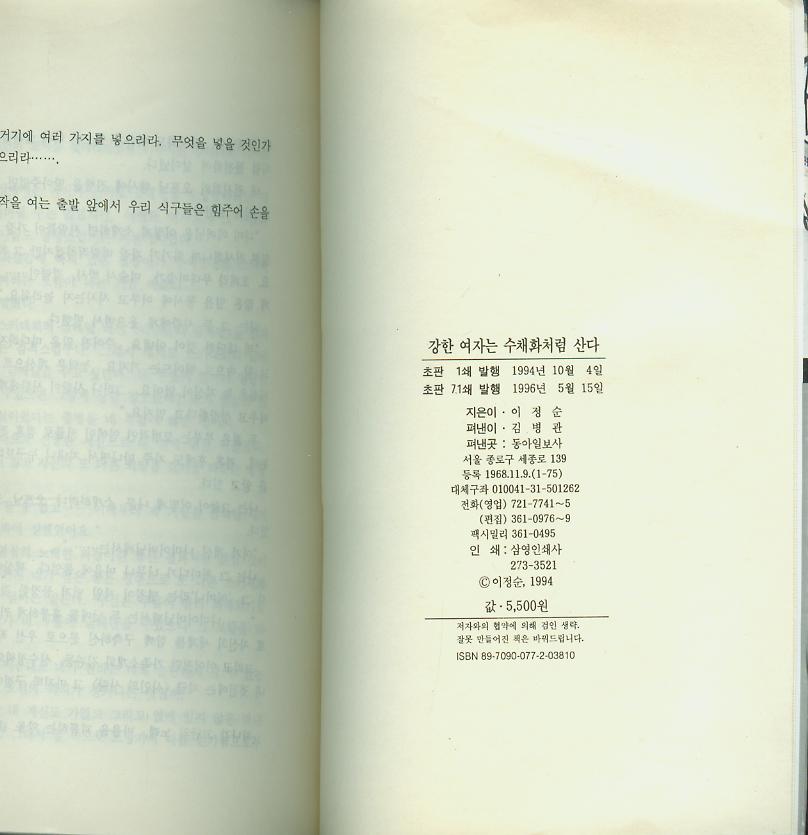 거기에 여러 가지를 넣으리라. 무엇을 넣을 것인가
으리라…….
작을 여는 출발 앞에서 우리 식구들은 힘주어 손을
강한 여자는 수채화처럼 산다
초판 1쇄 발행 1994년 10월 4일
초판 71쇄 발행 1996년 5월 15일
지은이 · 이 정 순
펴낸이 · 김 병 관
펴낸곳 : 동아일보사
서울 종로구 세종로 139
등록 1968.11.9.(1-75)
대체구좌 010041-31-501262
전화(영업) 721-7741~5
(편집) 361-0976~9
팩시밀리 361-0495
인 쇄 : 삼영인쇄사
273-3521
©이정순, 1994
값 · 5,500원
저자와의 협약에 의해 검인 생략.
잘못 만들어진 책은 바꿔드립니다.
ISBN 89-7090-077-2-03810